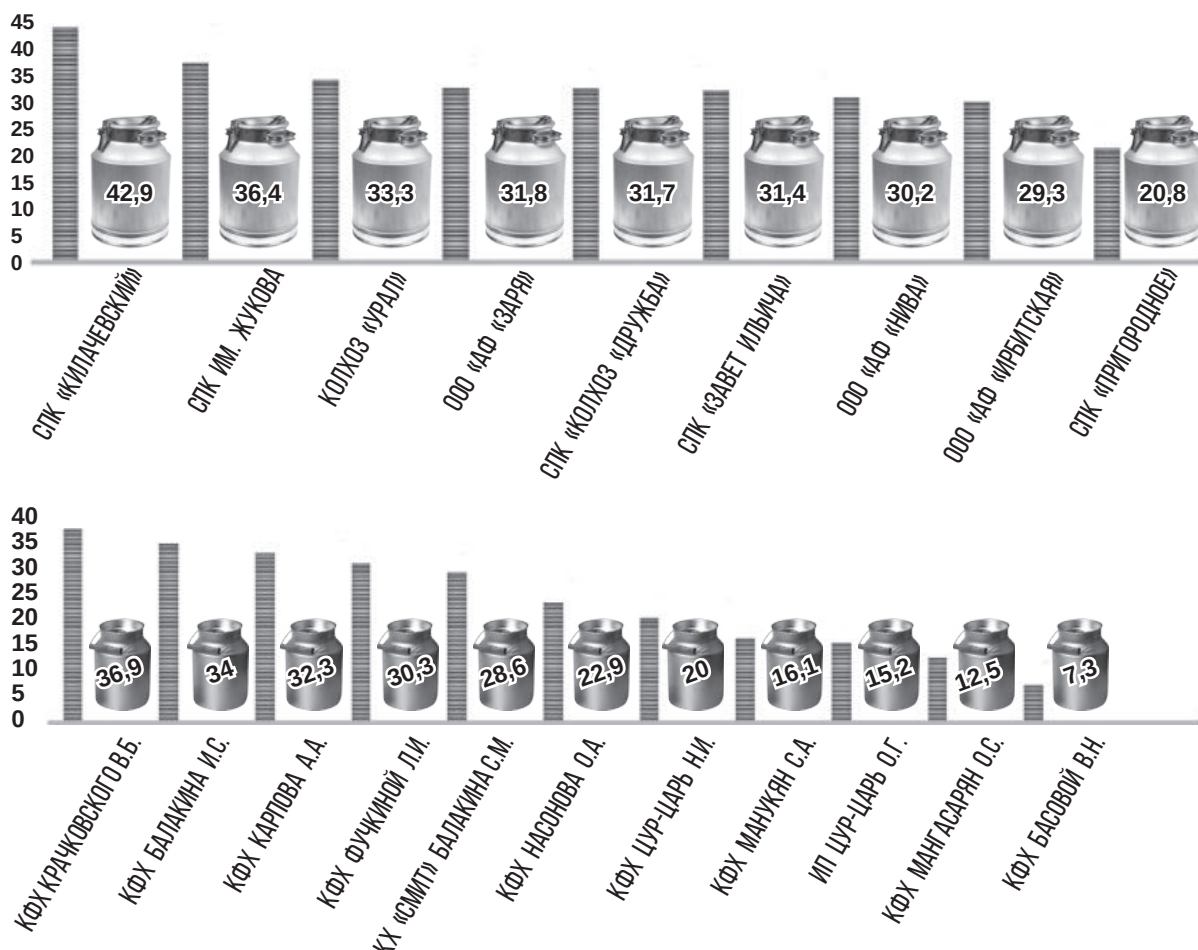 45
40
35
30
25
20
15
10
5
0
42,9
36,4
33,3
31,8
31,7
31,4
30,2
29,3
20,8
СПК «КИЛАЧЕВСКИЙ»
СПК ИМ. ЖУКОВА
КОЛХОЗ «УРАЛ»
ООО «АФ «ЗАРЯ»
СПК «КОЛХОЗ «ДРУЖБА»
СПК «ЗАВЕТ ИЛЬИЧА»
ООО «АФ «НИВА»
ООО «АФ «ИРБИТСКАЯ»
СПК «ПРИГОРОДНОЕ»
40
35
30
25
20
15
10
5
0
36,9
34
32,3
30,3
28,6
22,9
20
16,1
15,2
12,5
7,3
КФХ КРАЧКОВСКОГО В.Б.
КФХ БАЛАКИНА И.С.
КФХ КАРПОВА А.А.
КФХ ФУЧКИНОЙ Л.И.
КХ «СМИТ» БАЛАКИНА С.М.
КФХ НАСОНОВА О.А.
КФХ ЦУР-ЦАРЬ Н.И.
КФХ МАНУКЯН С.А.
ИП ЦУР-ЦАРЬ О.Г.
КФХ МАНГАСАРЯН О.С.
КФХ БАСОВОЙ В.Н.